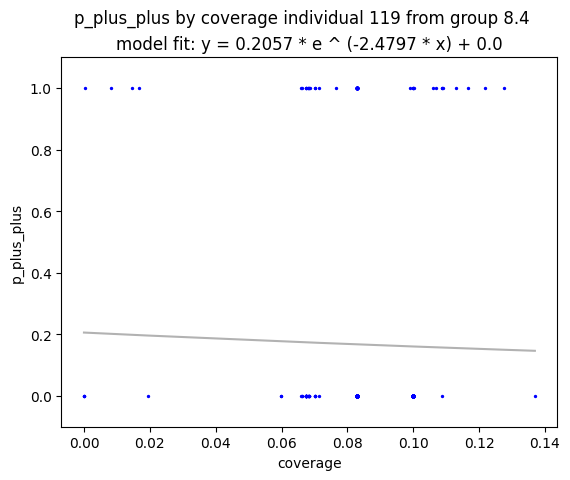 p_plus_plus by coverage individual 119 from group 8.4
model fit: y = 0.2057 * e ^ (-2.4797 * x) + 0.0
1.0
0.8
0.6
0.4
0.2
0.0
p_plus_plus
0.00 0.02 0.04 0.06 0.08 0.10 0.12 0.14
coverage